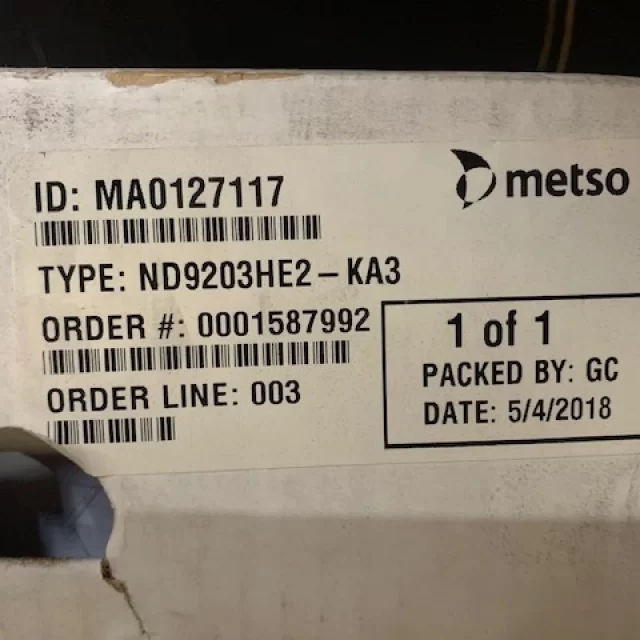 metso
ID: MA0127117
TYPE: ND9203HE2-KA3
ORDER #: 0001587992
ORDER LINE: 003
1 of 1
PACKED BY: GC
DATE: 5/4/2018